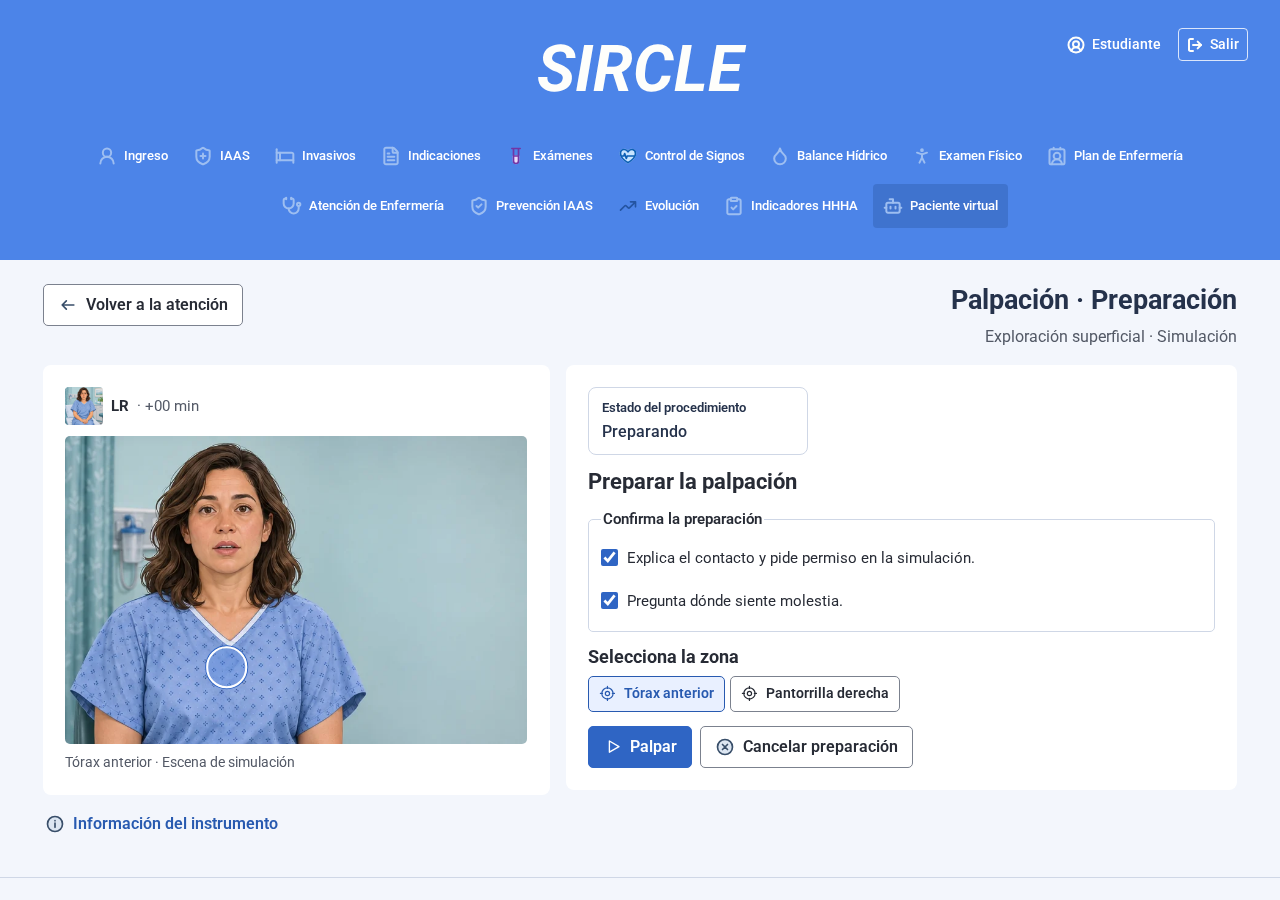 SIRCLE
Estudiante
Salir
Ingreso
IAAS
Invasivos
Indicaciones
Exámenes
Control de Signos
Balance Hídrico
Examen Físico
Plan de Enfermería
Atención de Enfermería
Prevención IAAS
Evolución
Indicadores HHHA
Paciente virtual
Volver a la atención
Palpación · Preparación
Exploración superficial · Simulación
LR · +00 min
Tórax anterior · Escena de simulación
Estado del procedimiento
Preparando
Preparar la palpación
Confirma la preparación
Explica el contacto y pide permiso en la simulación.
Pregunta dónde siente molestia.
Selecciona la zona
Tórax anterior
Pantorrilla derecha
Palpar
Cancelar preparación
Información del instrumento